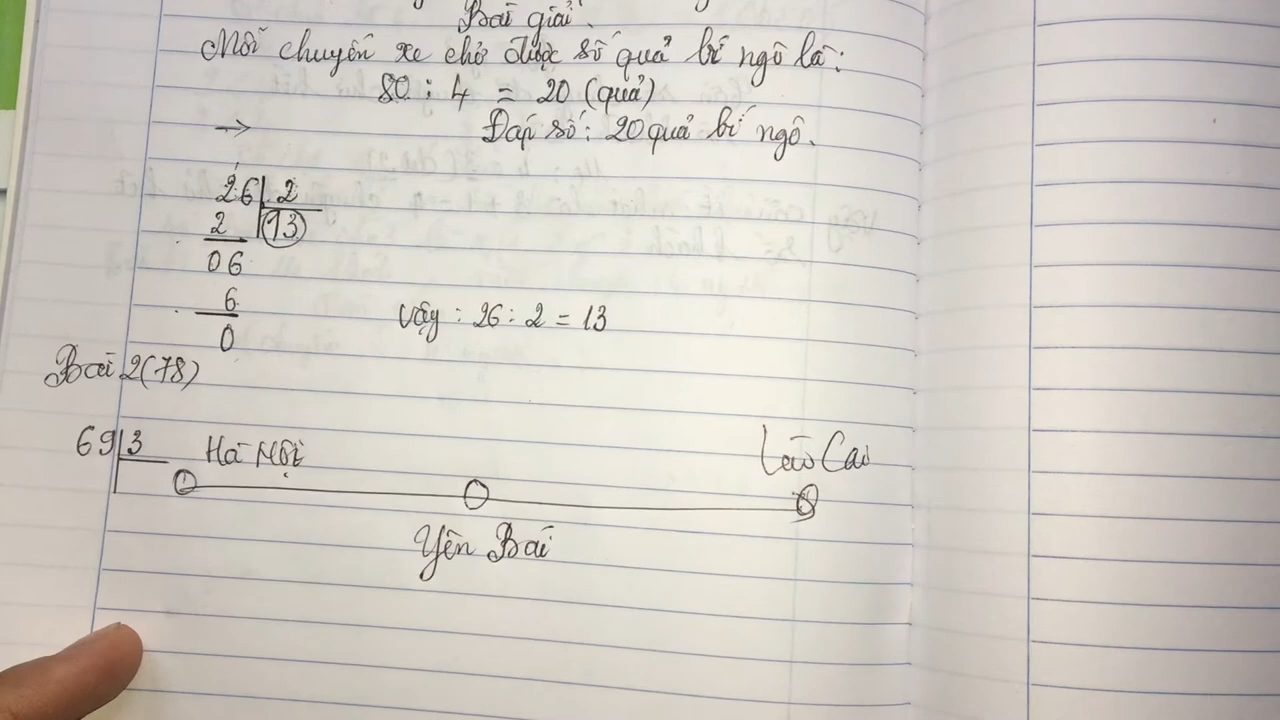 Bài giải.
Mỗi chuyến xe chở được số quả bí ngô là:
80 : 4 = 20 (quả)
→ Đáp số: 20 quả bí ngô.
26 2
2 13
06
6
0
Vậy : 26 : 2 = 13
Bài 2(78)
69 3
Hà Nội
Lào Cai
Yên Bái